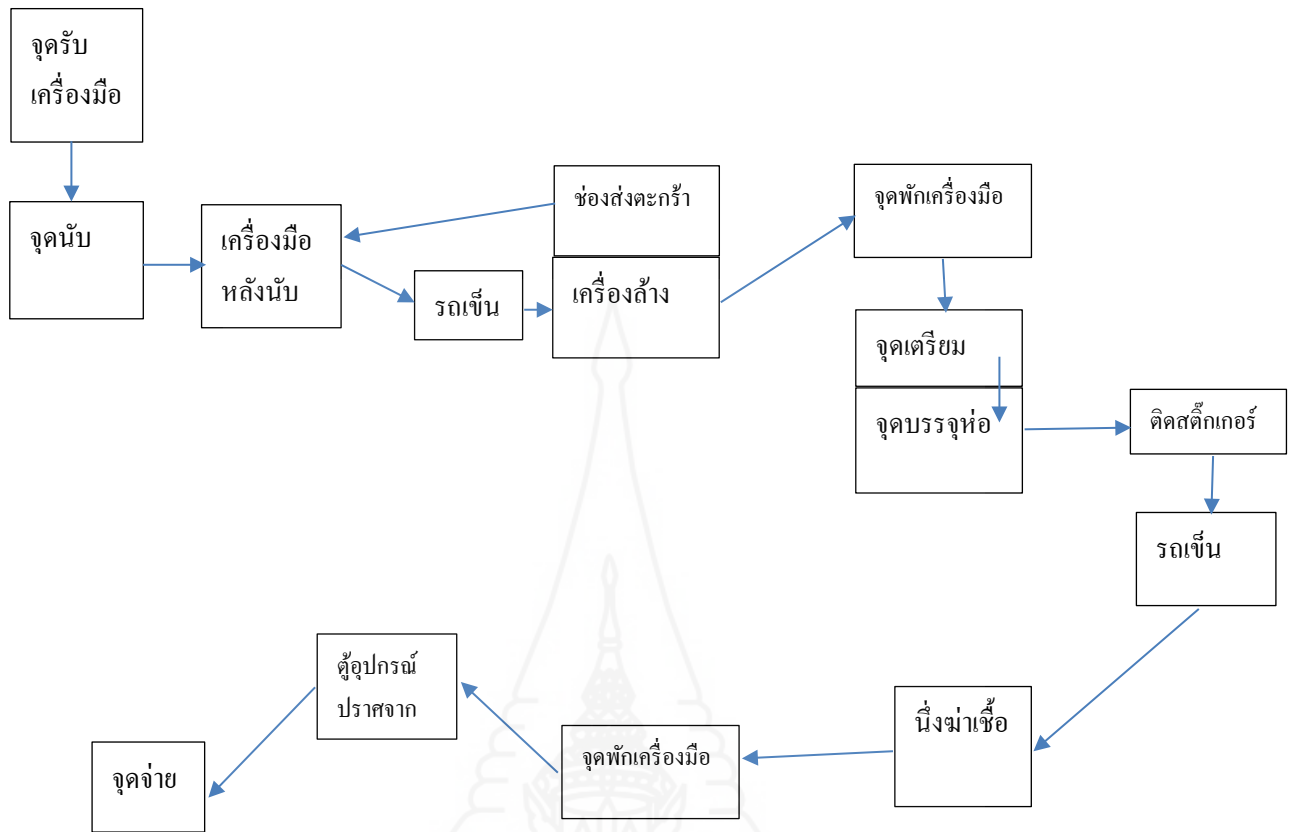 จุดรับ
เครื่องมือ
จุดนับ
เครื่องมือ
หลังนับ
รถเข็น
ช่องส่งตะกร้า
เครื่องล้าง
จุดพักเครื่องมือ
จุดเตรียม
จุดบรรจุห่อ
ติดสติ๊กเกอร์
รถเข็น
นึ่งฆ่าเชื้อ
จุดพักเครื่องมือ
ตู้อุปกรณ์
ปราศจาก
จุดจ่าย